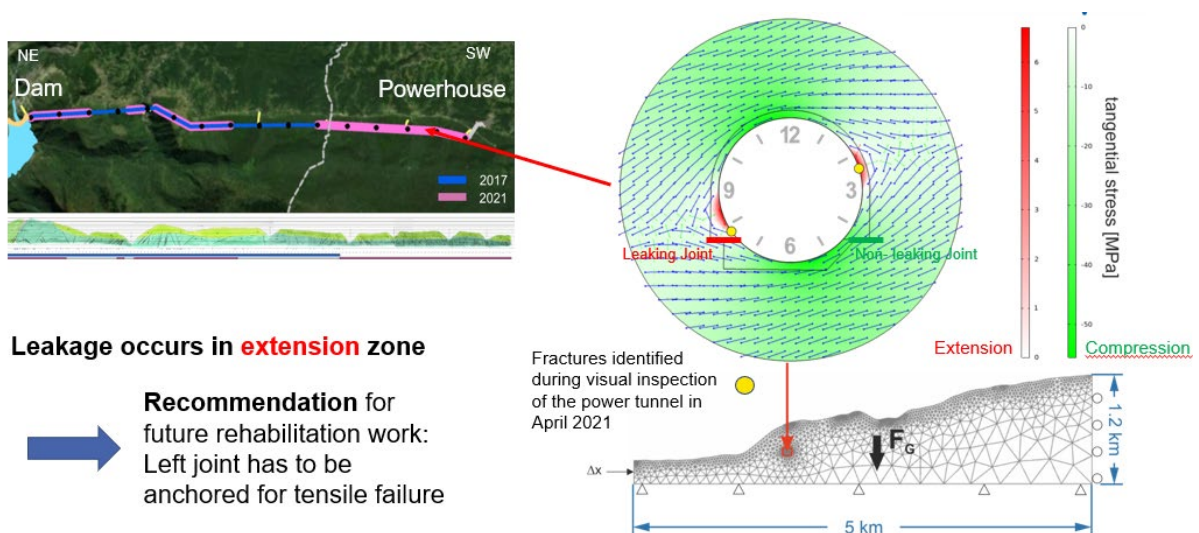 NE
SW
Dam
Powerhouse
2017
2021
12
3
6
9
Leaking Joint
Non- leaking Joint
0
1
2
3
4
5
6
0
-10
-20
-30
-40
-50
tangential stress [MPa]
Extension
Compression
Leakage occurs in extension zone
Recommendation for
future rehabilitation work:
Left joint has to be
anchored for tensile failure
Fractures identified
during visual inspection
of the power tunnel in
April 2021
Δx
F_G
1.2 km
5 km